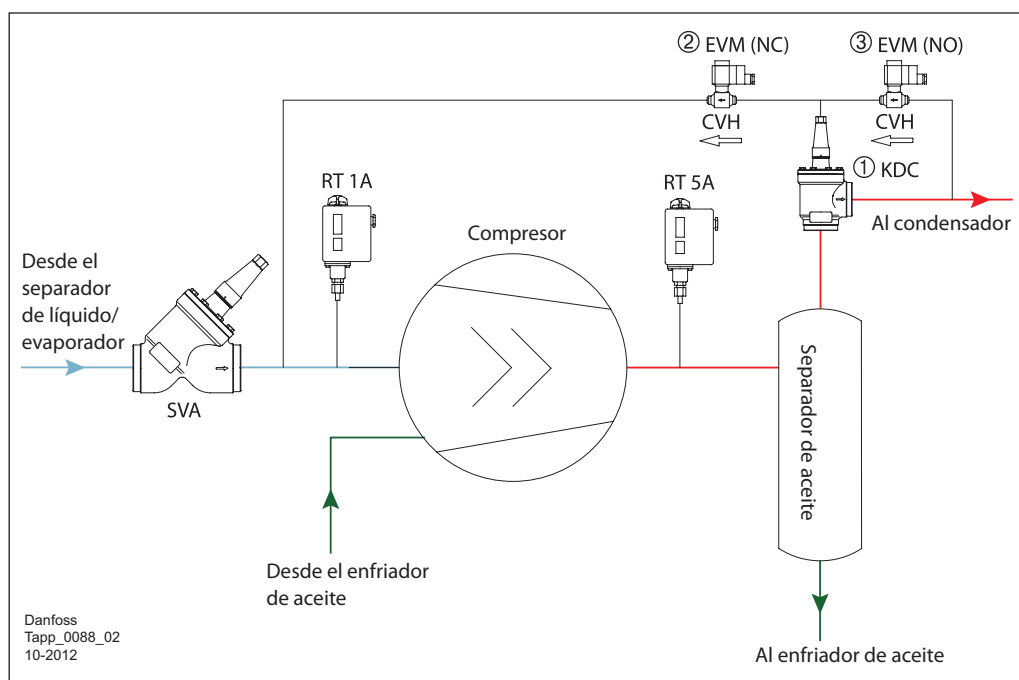 ② EVM (NC)
③ EVM (NO)
CVH
CVH
① KDC
RT 1A
RT 5A
Al condensador
Compresor
Desde el
separador
de líquido/
evaporador
SVA
Separador de aceite
Desde el enfriador
de aceite
Al enfriador de aceite
Danfoss
Tapp_0088_02
10-2012